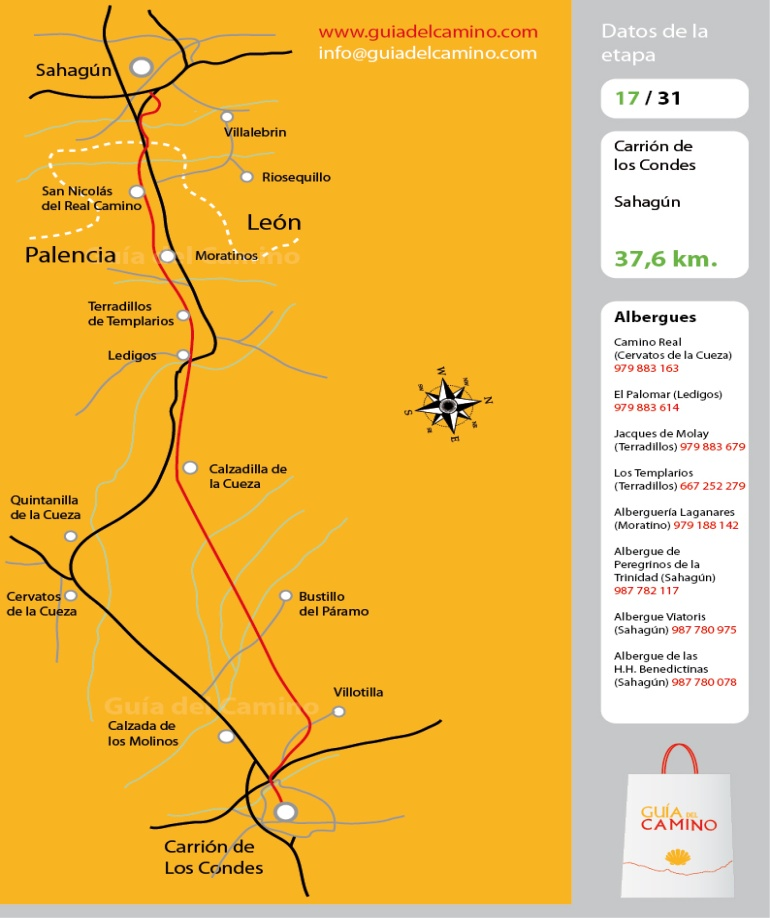 www.guiadelcamino.com
info@guiadelcamino.com
Sahagún
Villalebrin
Riosequillo
San Nicolás
del Real Camino
León
Palencia
Guía del Camino
Moratinos
Terradillos
de Templarios
Ledigos
W
N
S
E
NW
SW
NE
SE
Calzadilla de
la Cueza
Quintanilla
de la Cueza
Cervatos
de la Cueza
Bustillo
del Páramo
Villotilla
Guía del Camino
Calzada de
los Molinos
Carrión de
Los Condes
Datos de la
etapa
17 / 31
Carrión de
los Condes
Sahagún
37,6 km.
Albergues
Camino Real
(Cervatos de la Cueza)
979 883 163
El Palomar (Ledigos)
979 883 614
Jacques de Molay
(Terradillos) 979 883 679
Los Templarios
(Terradillos) 667 252 279
Alberguería Laganares
(Moratino) 979 188 142
Albergue de
Peregrinos de la
Trinidad (Sahagún)
987 782 117
Albergue Viatoris
(Sahagún) 987 780 975
Albergue de las
H.H. Benedictinas
(Sahagún) 987 780 078
GUÍA DEL
CAMINO